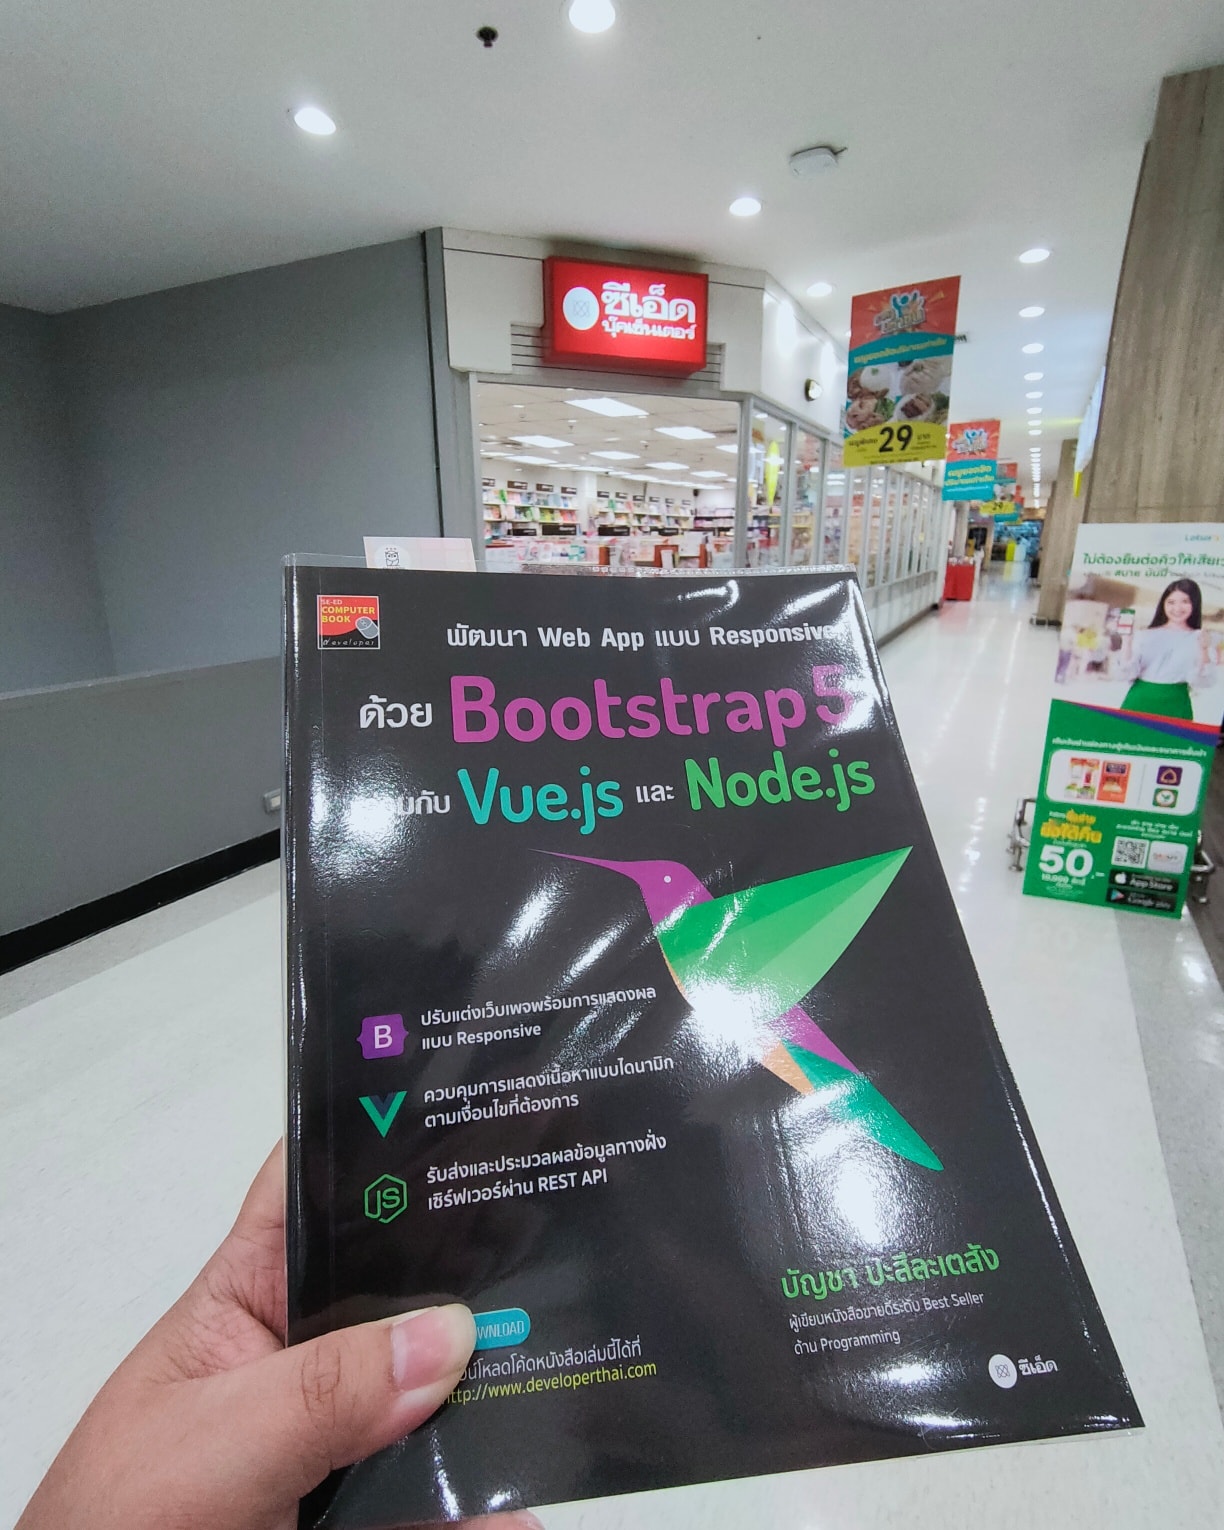 ซีเอ็ด
บุ๊คเซ็นเตอร์
29
Lotus's
ไม่ต้องยืนต่อคิวให้เสีย
50.-
App Store
Google play
SE-ED
COMPUTER
BOOK
Developer
พัฒนา Web App แบบ Responsive
ด้วย Bootstrap 5
Vue.js และ Node.js
B ปรับแต่งเว็บเพจพร้อมการแสดงผล
แบบ Responsive
ควบคุมการแสดงเนื้อหาแบบไดนามิก
ตามเงื่อนไขที่ต้องการ
JS รับส่งและประมวลผลข้อมูลทางฝั่ง
เซิร์ฟเวอร์ผ่าน REST API
บัญชา ปะสีละเตสัง
ผู้เขียนหนังสือขายดีระดับ Best Seller
ด้าน Programming
ซีเอ็ด
WNLOAD
นโหลดโค้ดหนังสือเล่มนี้ได้ที่
http://www.developerthai.com